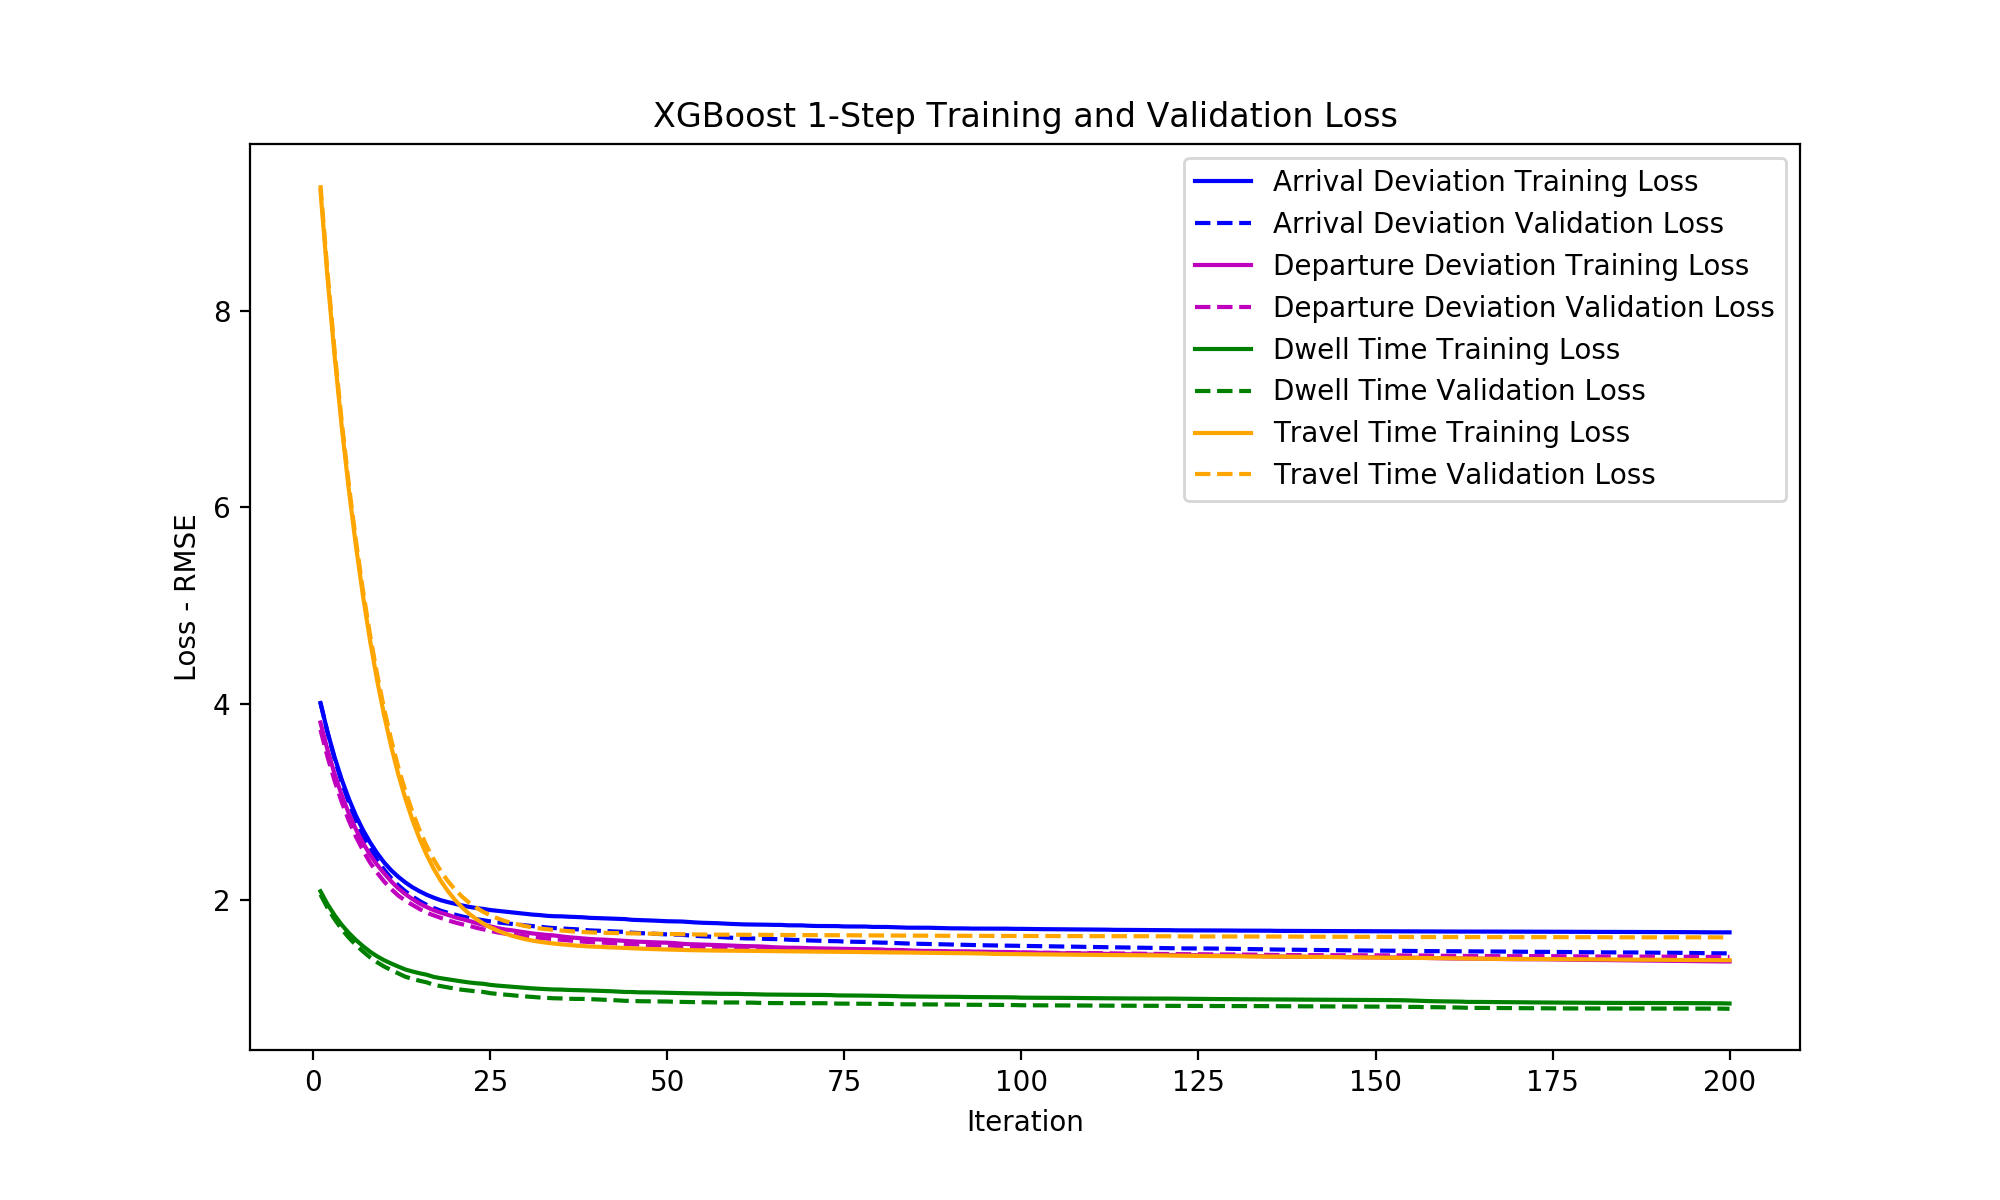 XGBoost 1-Step Training and Validation Loss
Arrival Deviation Training Loss
Arrival Deviation Validation Loss
Departure Deviation Training Loss
Departure Deviation Validation Loss
Dwell Time Training Loss
Dwell Time Validation Loss
Travel Time Training Loss
Travel Time Validation Loss
Loss - RMSE
8
6
4
2
0 25 50 75 100 125 150 175 200
Iteration